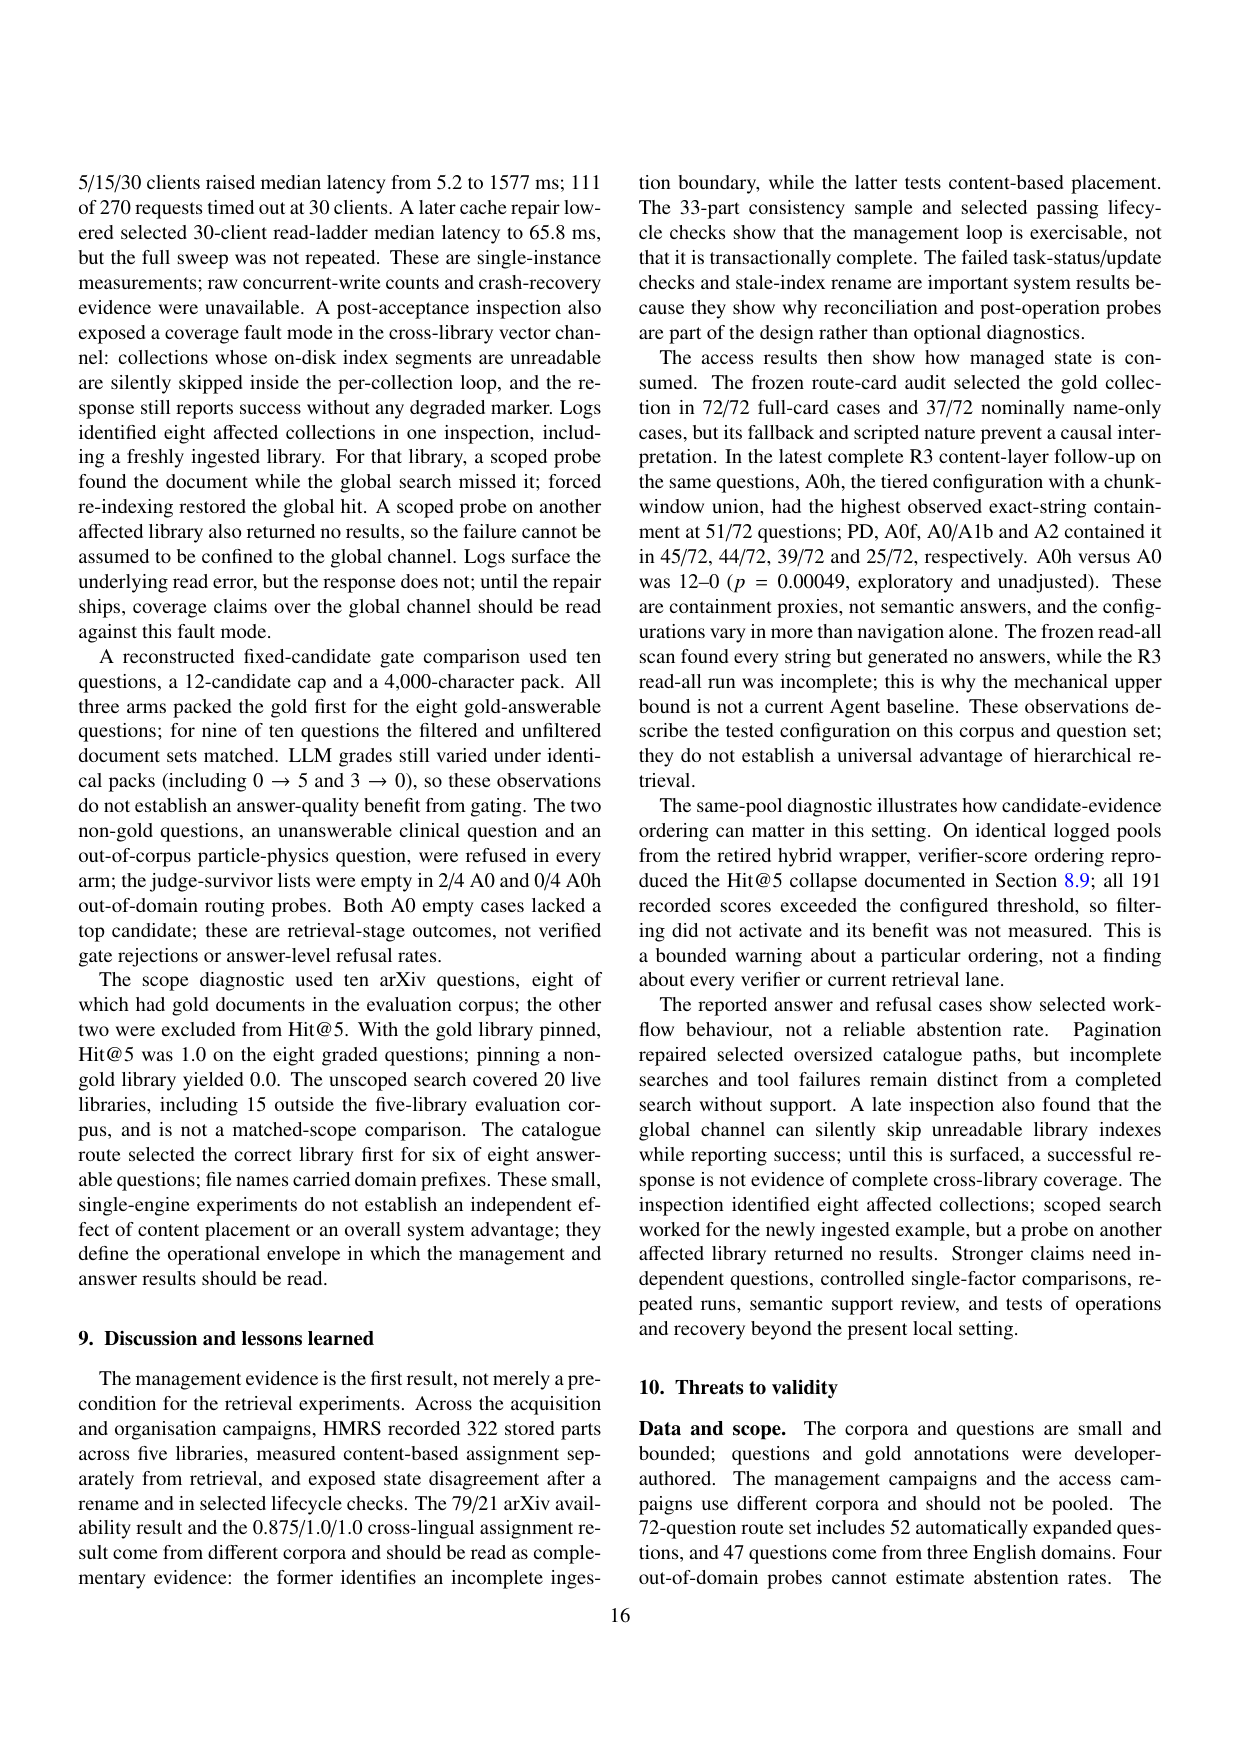 5/15/30 clients raised median latency from 5.2 to 1577 ms; 111
of 270 requests timed out at 30 clients. A later cache repair low-
ered selected 30-client read-ladder median latency to 65.8 ms,
but the full sweep was not repeated. These are single-instance
measurements; raw concurrent-write counts and crash-recovery
evidence were unavailable. A post-acceptance inspection also
exposed a coverage fault mode in the cross-library vector chan-
nel: collections whose on-disk index segments are unreadable
are silently skipped inside the per-collection loop, and the re-
sponse still reports success without any degraded marker. Logs
identified eight affected collections in one inspection, includ-
ing a freshly ingested library. For that library, a scoped probe
found the document while the global search missed it; forced
re-indexing restored the global hit. A scoped probe on another
affected library also returned no results, so the failure cannot be
assumed to be confined to the global channel. Logs surface the
underlying read error, but the response does not; until the repair
ships, coverage claims over the global channel should be read
against this fault mode.
A reconstructed fixed-candidate gate comparison used ten
questions, a 12-candidate cap and a 4,000-character pack. All
three arms packed the gold first for the eight gold-answerable
questions; for nine of ten questions the filtered and unfiltered
document sets matched. LLM grades still varied under identi-
cal packs (including 0 → 5 and 3 → 0), so these observations
do not establish an answer-quality benefit from gating. The two
non-gold questions, an unanswerable clinical question and an
out-of-corpus particle-physics question, were refused in every
arm; the judge-survivor lists were empty in 2/4 A0 and 0/4 A0h
out-of-domain routing probes. Both A0 empty cases lacked a
top candidate; these are retrieval-stage outcomes, not verified
gate rejections or answer-level refusal rates.
The scope diagnostic used ten arXiv questions, eight of
which had gold documents in the evaluation corpus; the other
two were excluded from Hit@5. With the gold library pinned,
Hit@5 was 1.0 on the eight graded questions; pinning a non-
gold library yielded 0.0. The unscoped search covered 20 live
libraries, including 15 outside the five-library evaluation cor-
pus, and is not a matched-scope comparison. The catalogue
route selected the correct library first for six of eight answer-
able questions; file names carried domain prefixes. These small,
single-engine experiments do not establish an independent ef-
fect of content placement or an overall system advantage; they
define the operational envelope in which the management and
answer results should be read.
9. Discussion and lessons learned
The management evidence is the first result, not merely a pre-
condition for the retrieval experiments. Across the acquisition
and organisation campaigns, HMRS recorded 322 stored parts
across five libraries, measured content-based assignment sep-
arately from retrieval, and exposed state disagreement after a
rename and in selected lifecycle checks. The 79/21 arXiv avail-
ability result and the 0.875/1.0/1.0 cross-lingual assignment re-
sult come from different corpora and should be read as comple-
mentary evidence: the former identifies an incomplete inges-
tion boundary, while the latter tests content-based placement.
The 33-part consistency sample and selected passing lifecy-
cle checks show that the management loop is exercisable, not
that it is transactionally complete. The failed task-status/update
checks and stale-index rename are important system results be-
cause they show why reconciliation and post-operation probes
are part of the design rather than optional diagnostics.
The access results then show how managed state is con-
sumed. The frozen route-card audit selected the gold collec-
tion in 72/72 full-card cases and 37/72 nominally name-only
cases, but its fallback and scripted nature prevent a causal inter-
pretation. In the latest complete R3 content-layer follow-up on
the same questions, A0h, the tiered configuration with a chunk-
window union, had the highest observed exact-string contain-
ment at 51/72 questions; PD, A0f, A0/A1b and A2 contained it
in 45/72, 44/72, 39/72 and 25/72, respectively. A0h versus A0
was 12–0 (p = 0.00049, exploratory and unadjusted). These
are containment proxies, not semantic answers, and the config-
urations vary in more than navigation alone. The frozen read-all
scan found every string but generated no answers, while the R3
read-all run was incomplete; this is why the mechanical upper
bound is not a current Agent baseline. These observations de-
scribe the tested configuration on this corpus and question set;
they do not establish a universal advantage of hierarchical re-
trieval.
The same-pool diagnostic illustrates how candidate-evidence
ordering can matter in this setting. On identical logged pools
from the retired hybrid wrapper, verifier-score ordering repro-
duced the Hit@5 collapse documented in Section 8.9; all 191
recorded scores exceeded the configured threshold, so filter-
ing did not activate and its benefit was not measured. This is
a bounded warning about a particular ordering, not a finding
about every verifier or current retrieval lane.
The reported answer and refusal cases show selected work-
flow behaviour, not a reliable abstention rate. Pagination
repaired selected oversized catalogue paths, but incomplete
searches and tool failures remain distinct from a completed
search without support. A late inspection also found that the
global channel can silently skip unreadable library indexes
while reporting success; until this is surfaced, a successful re-
sponse is not evidence of complete cross-library coverage. The
inspection identified eight affected collections; scoped search
worked for the newly ingested example, but a probe on another
affected library returned no results. Stronger claims need in-
dependent questions, controlled single-factor comparisons, re-
peated runs, semantic support review, and tests of operations
and recovery beyond the present local setting.
10. Threats to validity
Data and scope. The corpora and questions are small and
bounded; questions and gold annotations were developer-
authored. The management campaigns and the access cam-
paigns use different corpora and should not be pooled. The
72-question route set includes 52 automatically expanded ques-
tions, and 47 questions come from three English domains. Four
out-of-domain probes cannot estimate abstention rates. The
16